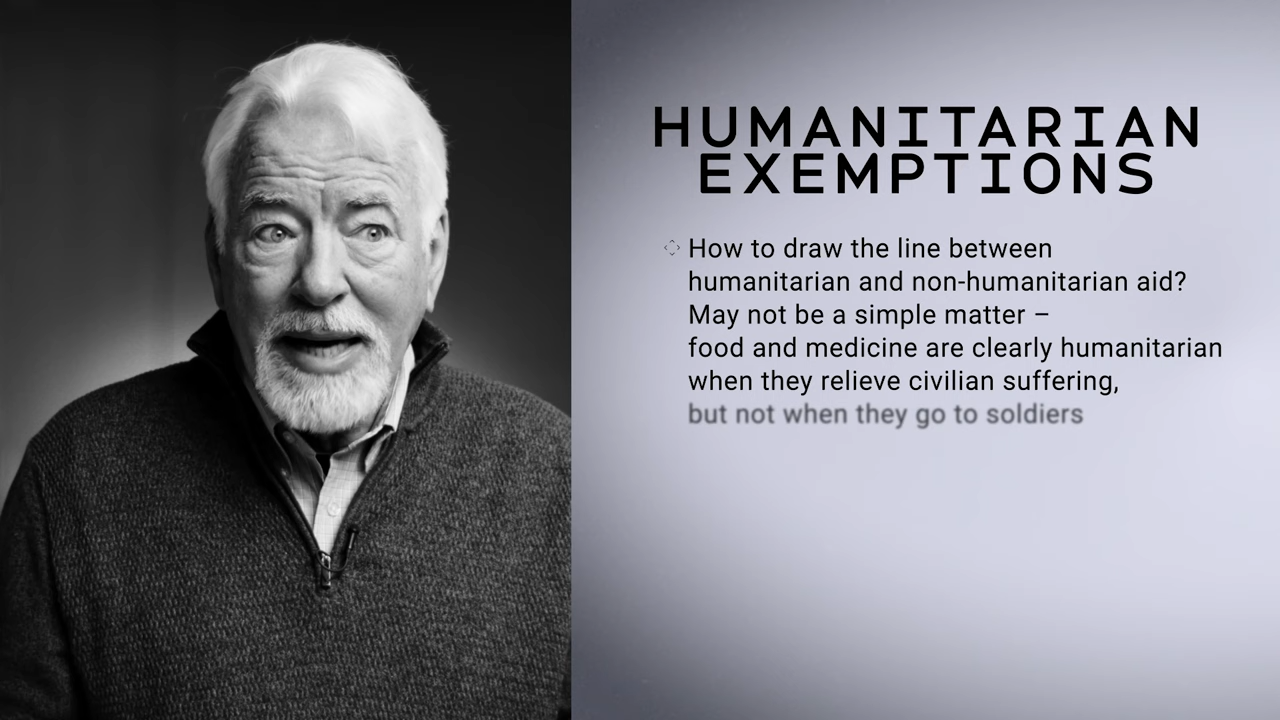 HUMANITARIAN
EXEMPTIONS
How to draw the line between
humanitarian and non-humanitarian aid?
May not be a simple matter –
food and medicine are clearly humanitarian
when they relieve civilian suffering,
but not when they go to soldiers